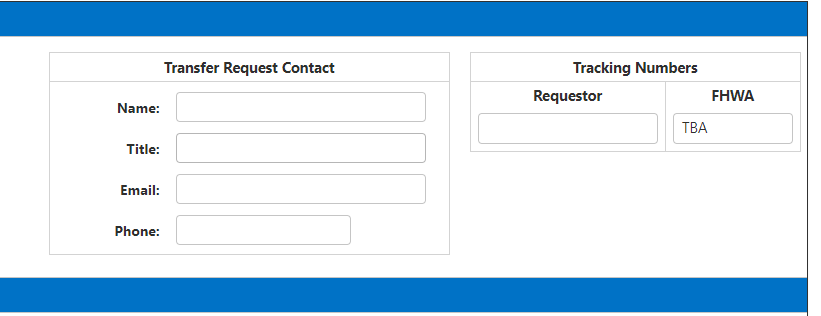 Transfer Request Contact
Name:
Title:
Email:
Phone:
Tracking Numbers
Requestor FHWA
TBA